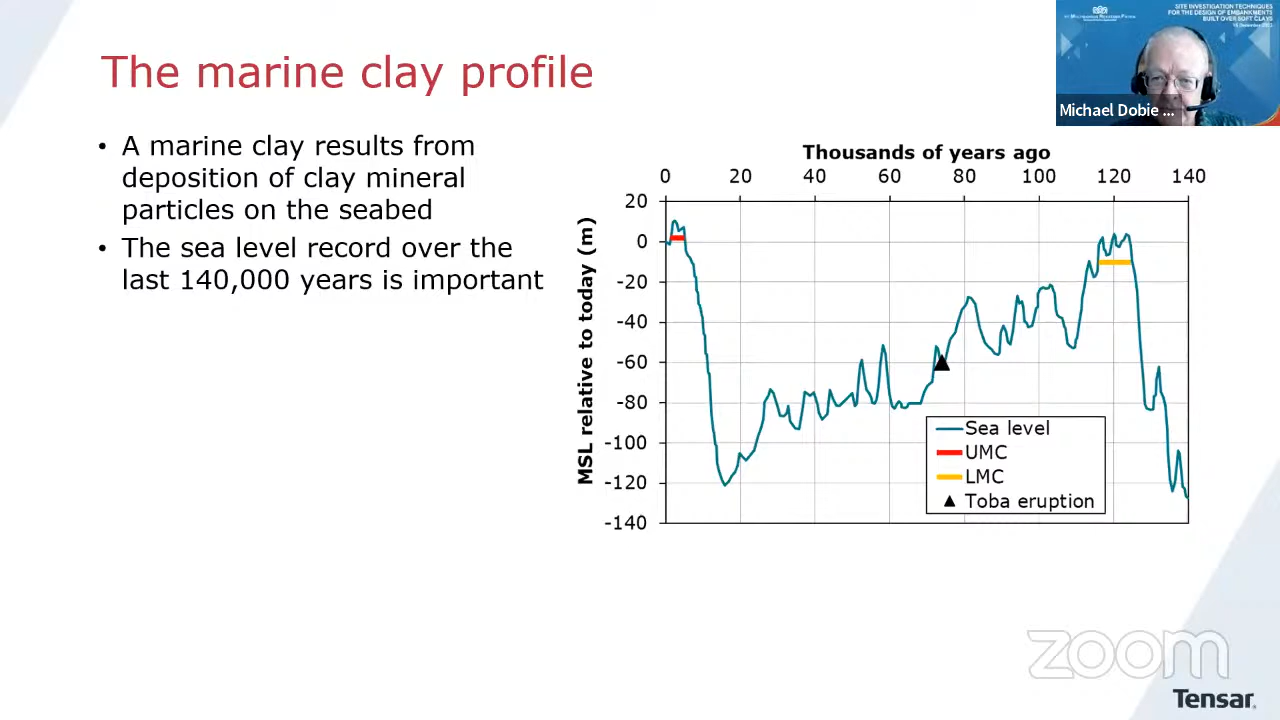 The marine clay profile
• A marine clay results from
deposition of clay mineral
particles on the seabed
• The sea level record over the
last 140,000 years is important
Thousands of years ago
0 20 40 60 80 100 120 140
MSL relative to today (m)
20
0
-20
-40
-60
-80
-100
-120
-140
Sea level
UMC
LMC
Toba eruption
SITE INVESTIGATION TECHNIQUES
FOR THE DESIGN OF EMBANKMENTS
BUILT OVER SOFT CLAYS
Michael Dobie ...
zoom
Tensar